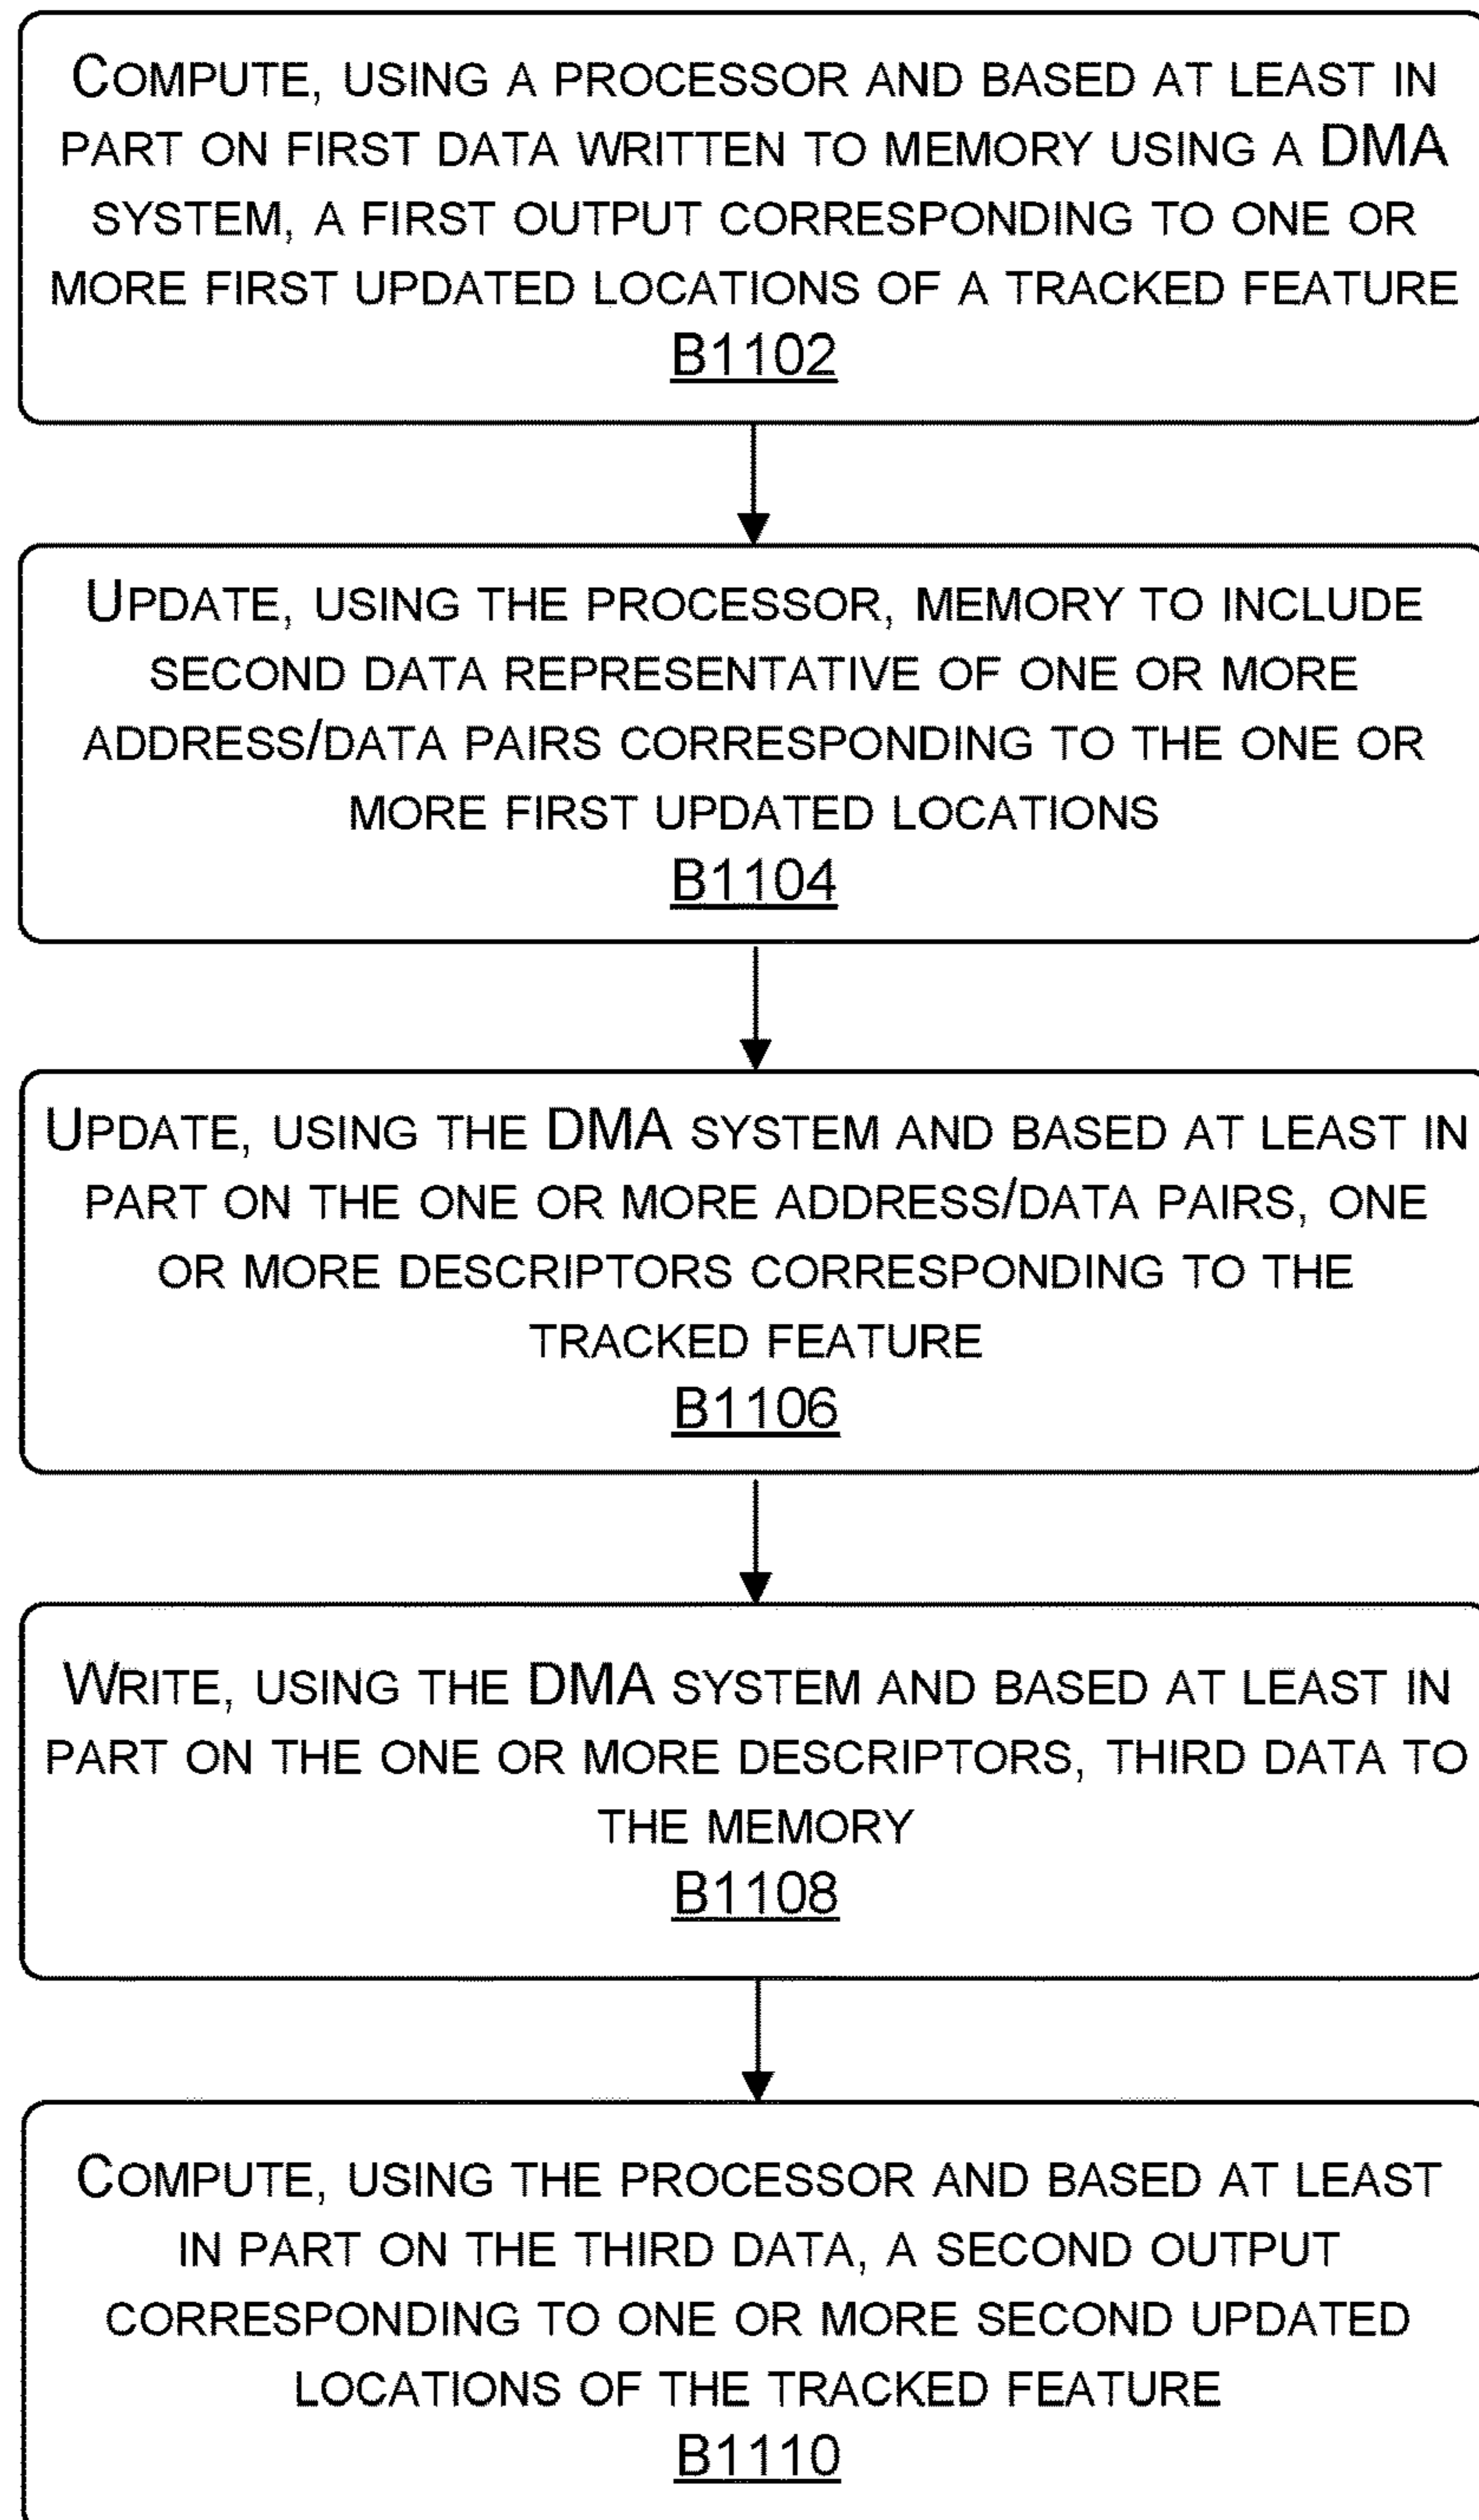 COMPUTE, USING A PROCESSOR AND BASED AT LEAST IN
PART ON FIRST DATA WRITTEN TO MEMORY USING A DMA
SYSTEM, A FIRST OUTPUT CORRESPONDING TO ONE OR
MORE FIRST UPDATED LOCATIONS OF A TRACKED FEATURE
B1102
UPDATE, USING THE PROCESSOR, MEMORY TO INCLUDE
SECOND DATA REPRESENTATIVE OF ONE OR MORE
ADDRESS/DATA PAIRS CORRESPONDING TO THE ONE OR
MORE FIRST UPDATED LOCATIONS
B1104
UPDATE, USING THE DMA SYSTEM AND BASED AT LEAST IN
PART ON THE ONE OR MORE ADDRESS/DATA PAIRS, ONE
OR MORE DESCRIPTORS CORRESPONDING TO THE
TRACKED FEATURE
B1106
WRITE, USING THE DMA SYSTEM AND BASED AT LEAST IN
PART ON THE ONE OR MORE DESCRIPTORS, THIRD DATA TO
THE MEMORY
B1108
COMPUTE, USING THE PROCESSOR AND BASED AT LEAST
IN PART ON THE THIRD DATA, A SECOND OUTPUT
CORRESPONDING TO ONE OR MORE SECOND UPDATED
LOCATIONS OF THE TRACKED FEATURE
B1110